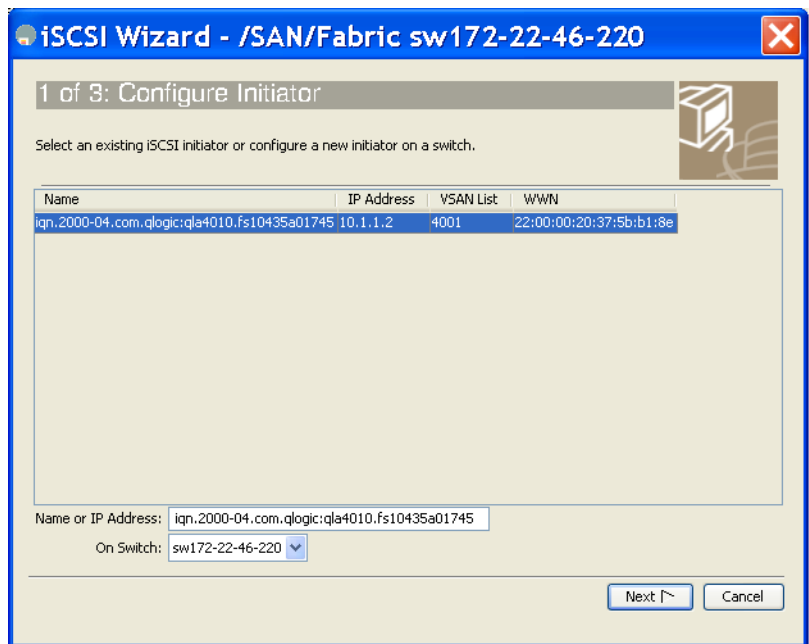 iSCSI Wizard - /SAN/Fabric sw172-22-46-220
1 of 3: Configure Initiator
Select an existing iSCSI initiator or configure a new initiator on a switch.
Name IP Address VSAN List WWN
iqn.2000-04.com.qlogic:qla4010.fs10435a01745 10.1.1.2 4001 22:00:00:20:37:5b:b1:8e
Name or IP Address: iqn.2000-04.com.qlogic:qla4010.fs10435a01745
On Switch: sw172-22-46-220
Next Cancel